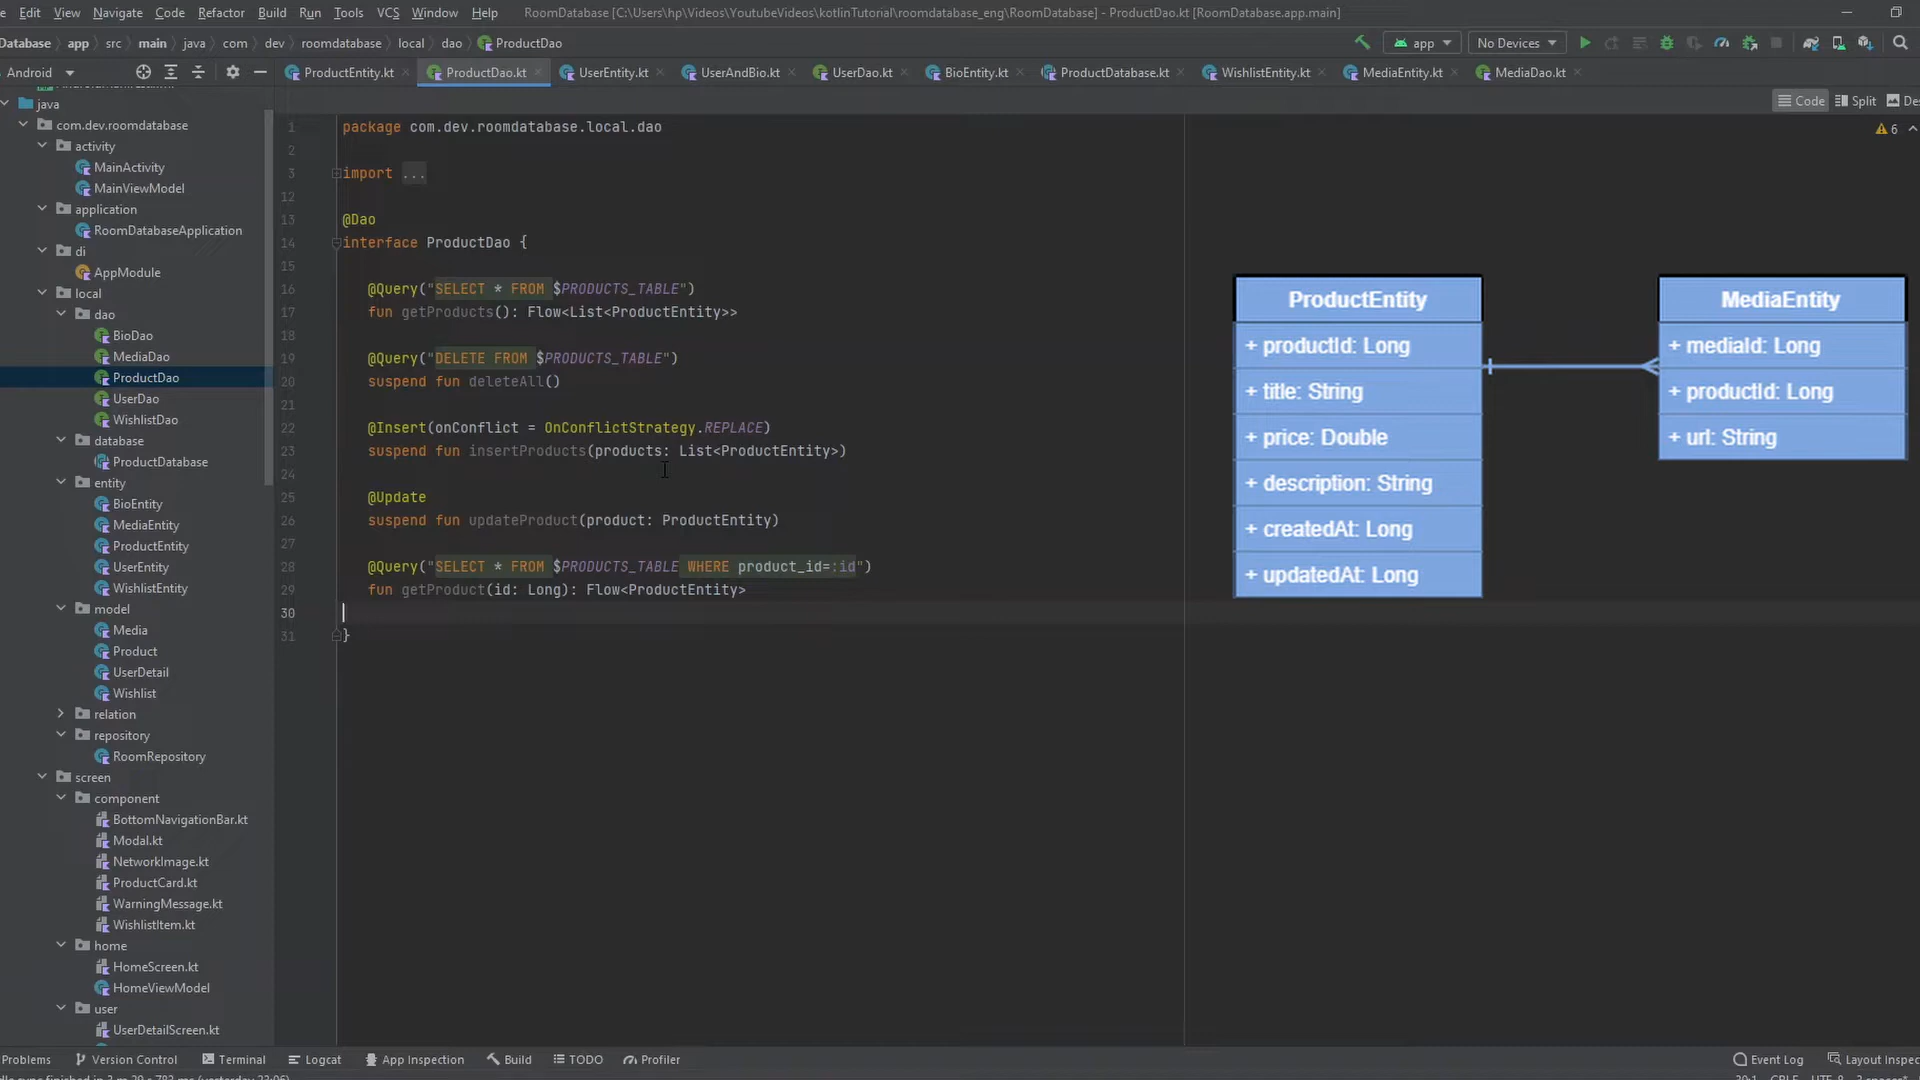 Edit View Navigate Code Refactor Build Run Tools VCS Window Help RoomDatabase [C:\Users\hp\Videos\YoutubeVideos\kotlinTutorial\roomdatabase_eng\RoomDatabase] - ProductDao.kt [RoomDatabase.app.main]
Database app src main java com dev roomdatabase local dao ProductDao
app No Devices
Android
ProductEntity.kt ProductDao.kt UserEntity.kt UserAndBio.kt UserDao.kt BioEntity.kt ProductDatabase.kt WishlistEntity.kt MediaEntity.kt MediaDao.kt
Code Split Des
6
java
com.dev.roomdatabase
activity
MainActivity
MainViewModel
application
RoomDatabaseApplication
di
AppModule
local
dao
BioDao
MediaDao
ProductDao
UserDao
WishlistDao
database
ProductDatabase
entity
BioEntity
MediaEntity
ProductEntity
UserEntity
WishlistEntity
model
Media
Product
UserDetail
Wishlist
relation
repository
RoomRepository
screen
component
BottomNavigationBar.kt
Modal.kt
NetworkImage.kt
ProductCard.kt
WarningMessage.kt
WishlistItem.kt
home
HomeScreen.kt
HomeViewModel
user
UserDetailScreen.kt
1 package com.dev.roomdatabase.local.dao
2
3 import ...
12
13 @Dao
14 interface ProductDao {
15
16 @Query("SELECT * FROM $PRODUCTS_TABLE")
17 fun getProducts(): Flow<List<ProductEntity>>
18
19 @Query("DELETE FROM $PRODUCTS_TABLE")
20 suspend fun deleteAll()
21
22 @Insert(onConflict = OnConflictStrategy.REPLACE)
23 suspend fun insertProducts(products: List<ProductEntity>)
24
25 @Update
26 suspend fun updateProduct(product: ProductEntity)
27
28 @Query("SELECT * FROM $PRODUCTS_TABLE WHERE product_id=:id")
29 fun getProduct(id: Long): Flow<ProductEntity>
30
31 }
ProductEntity
+ productId: Long
+ title: String
+ price: Double
+ description: String
+ createdAt: Long
+ updatedAt: Long
MediaEntity
+ mediaId: Long
+ productId: Long
+ url: String
Problems Version Control Terminal Logcat App Inspection Build TODO Profiler Event Log Layout Inspec